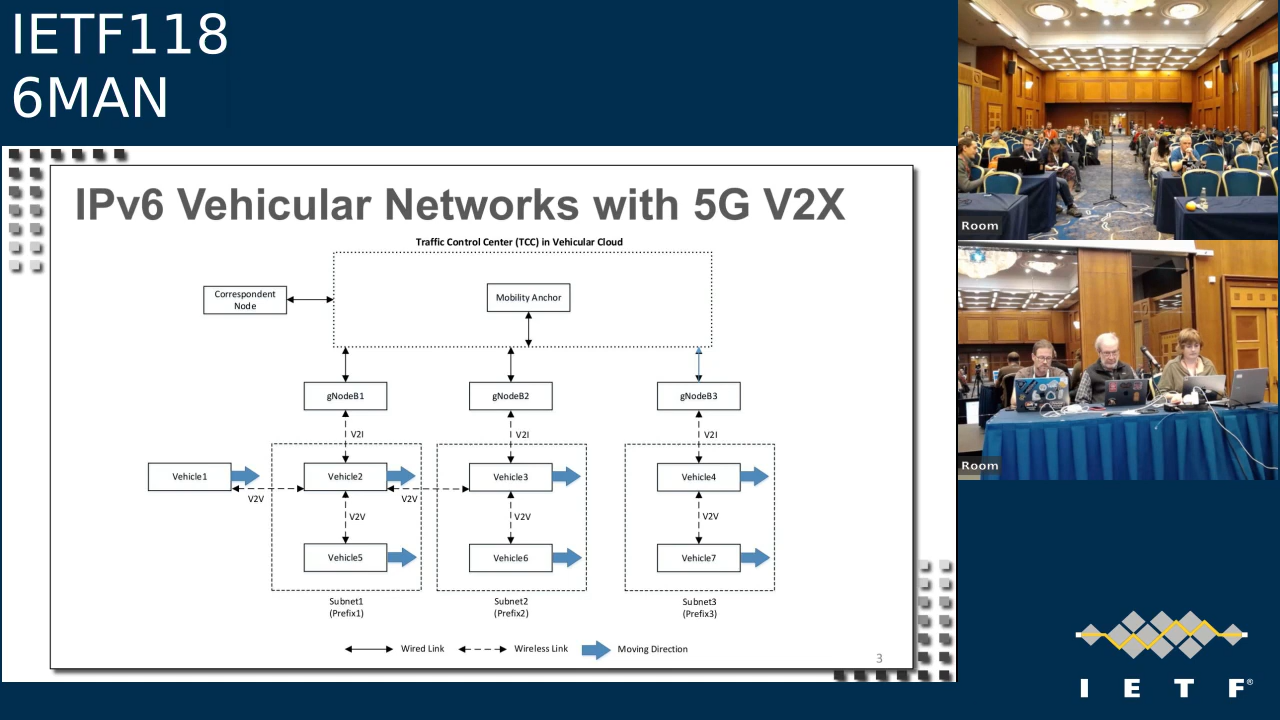 IETF118
6MAN
IPv6 Vehicular Networks with 5G V2X
Traffic Control Center (TCC) in Vehicular Cloud
Correspondent
Node
Mobility Anchor
gNodeB1
gNodeB2
gNodeB3
V2I
V2I
V2I
Vehicle1
Vehicle2
Vehicle3
Vehicle4
V2V
V2V
V2V
V2V
V2V
Vehicle5
Vehicle6
Vehicle7
Subnet1
(Prefix1)
Subnet2
(Prefix2)
Subnet3
(Prefix3)
Wired Link
Wireless Link
Moving Direction
3
Room
Room
I E T F®